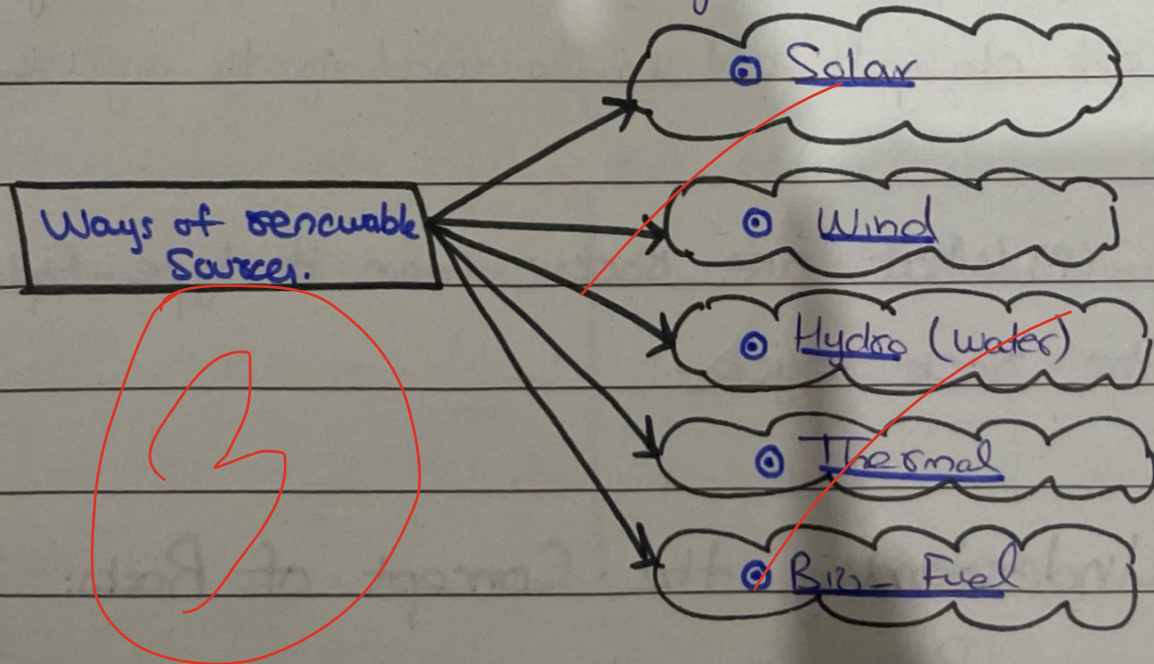 Ways of renewable
Sources.
Solar
Wind
Hydro (water)
Thermal
Bio-Fuel
3